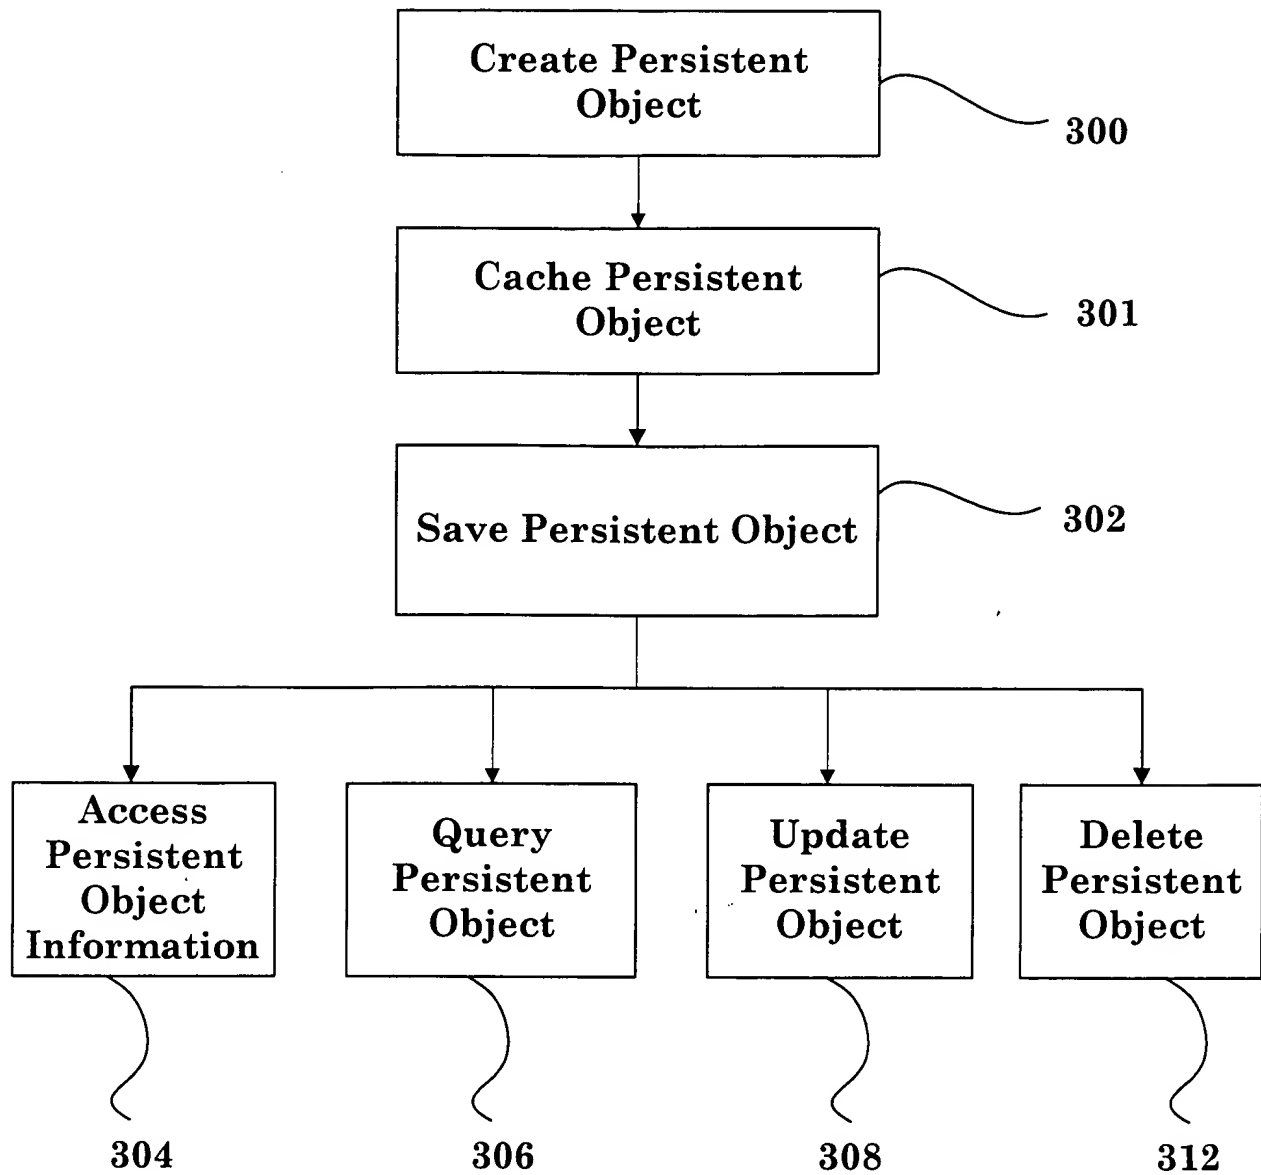 Create Persistent
Object
300
Cache Persistent
Object
301
Save Persistent Object
302
Access
Persistent
Object
Information
Query
Persistent
Object
Update
Persistent
Object
Delete
Persistent
Object
304
306
308
312